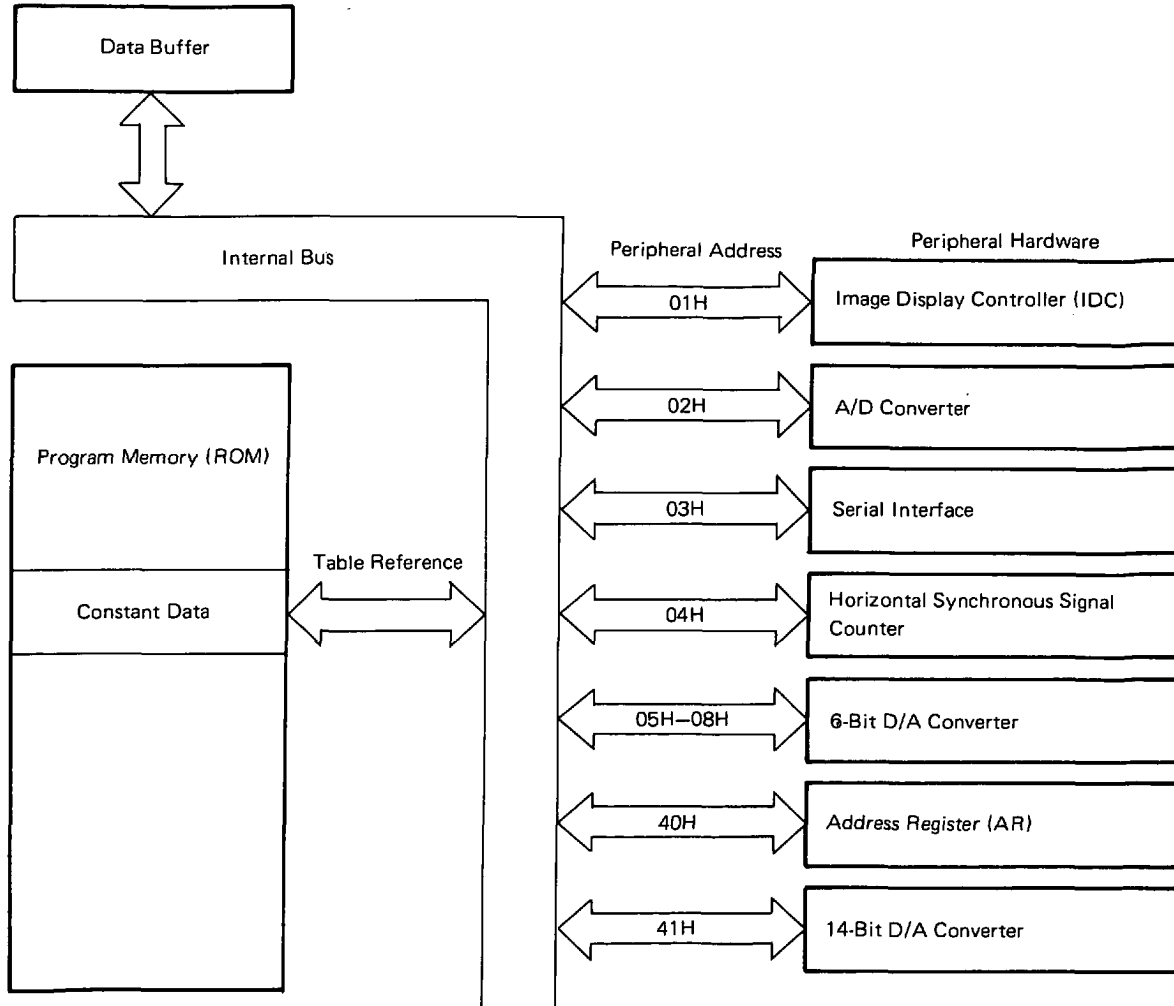 Data Buffer
Internal Bus
Peripheral Address
Peripheral Hardware
01H
Image Display Controller (IDC)
02H
A/D Converter
Program Memory (ROM)
03H
Serial Interface
Table Reference
Constant Data
04H
Horizontal Synchronous Signal
Counter
05H–08H
6-Bit D/A Converter
40H
Address Register (AR)
41H
14-Bit D/A Converter